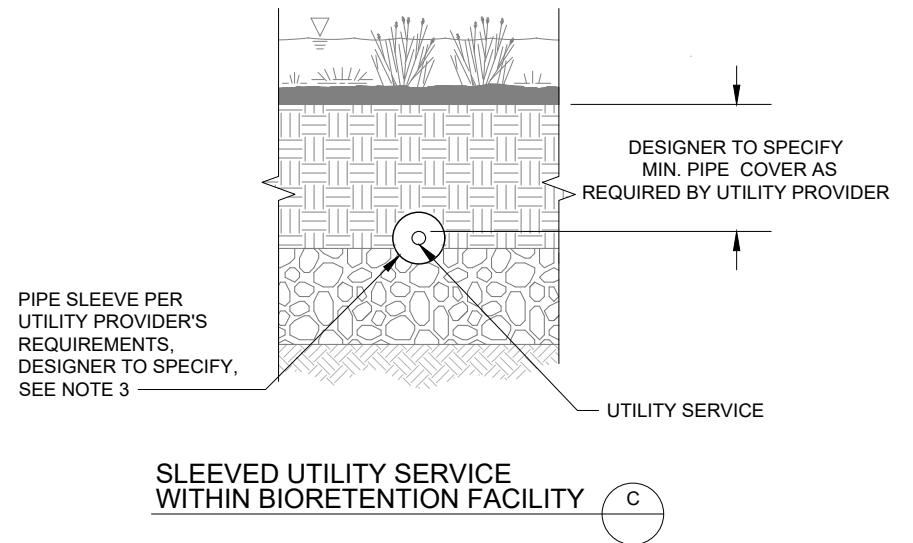 DESIGNER TO SPECIFY
MIN. PIPE COVER AS
REQUIRED BY UTILITY PROVIDER
PIPE SLEEVE PER
UTILITY PROVIDER'S
REQUIREMENTS,
DESIGNER TO SPECIFY,
SEE NOTE 3
UTILITY SERVICE
SLEEVED UTILITY SERVICE
WITHIN BIORETENTION FACILITY
C